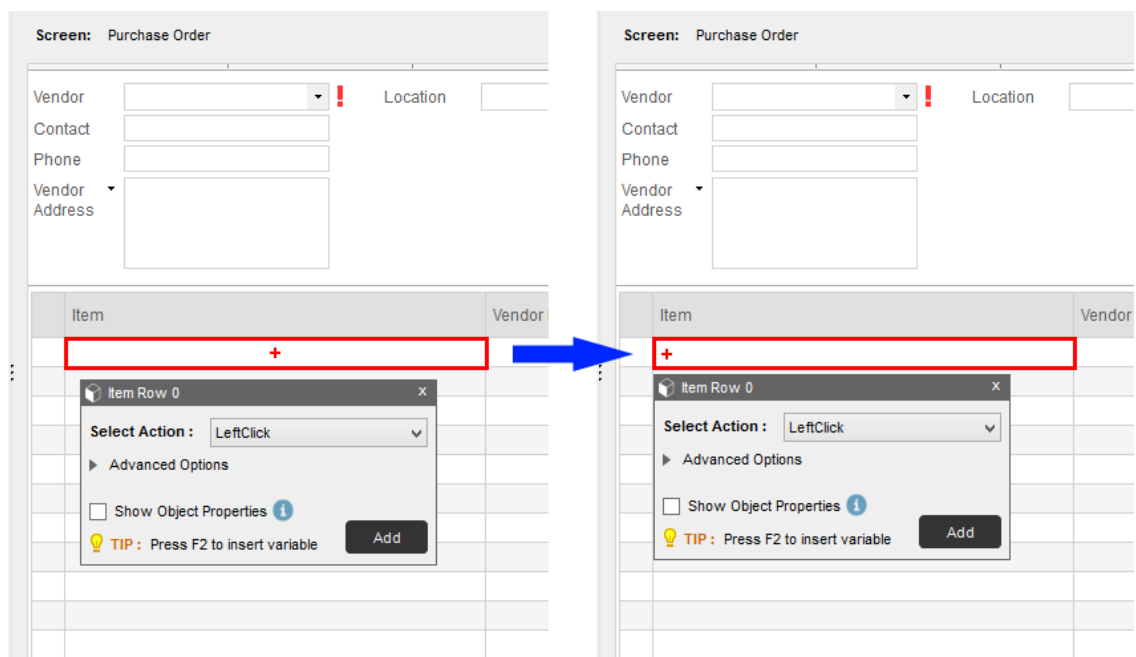 Screen: Purchase Order
Vendor
Location
Contact
Phone
Vendor
Address
Item
Vendor
Item Row 0
x
Select Action :
LeftClick
Advanced Options
Show Object Properties
TIP : Press F2 to insert variable
Add
Screen: Purchase Order
Vendor
Location
Contact
Phone
Vendor
Address
Item
Vendor
Item Row 0
x
Select Action :
LeftClick
Advanced Options
Show Object Properties
TIP : Press F2 to insert variable
Add